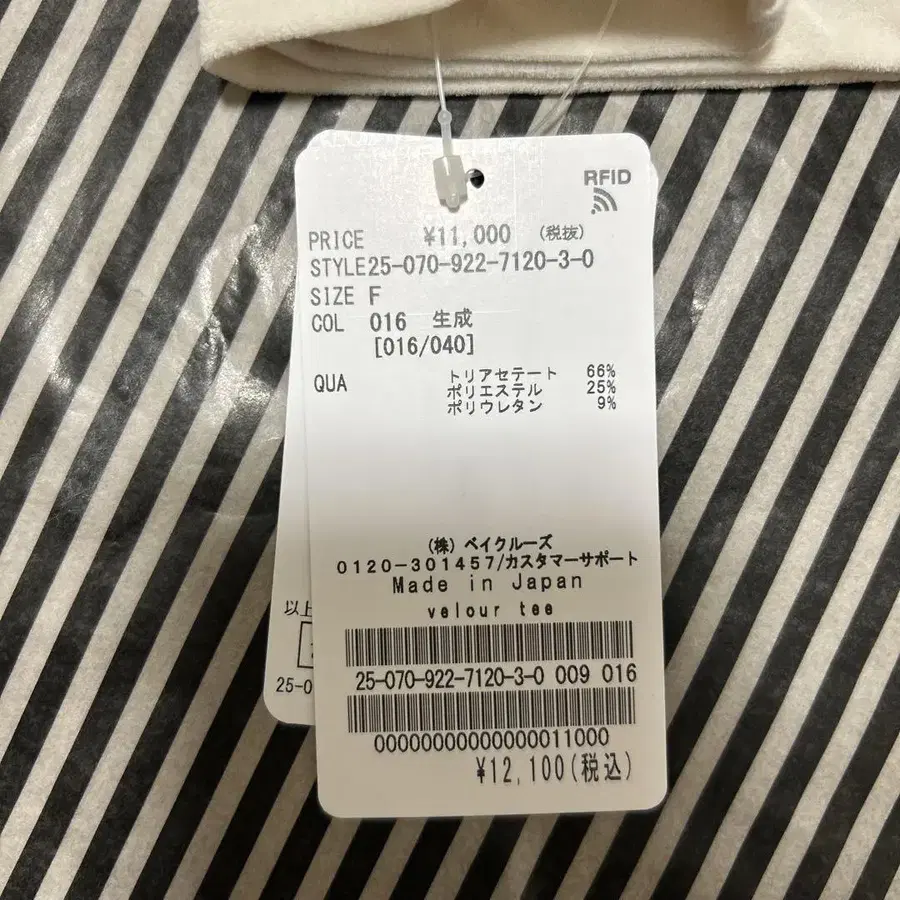 RFID
PRICE ¥11,000 (税抜)
STYLE25-070-922-7120-3-0
SIZE F
COL 016 生成
[016/040]
QUA トリアセテート 66%
ポリエステル 25%
ポリウレタン 9%
(株) ベイクルーズ
0120-301457/カスタマーサポート
Made in Japan
velour tee
25-070-922-7120-3-0 009 016
00000000000000011000
¥12,100(税込)
以上
25-0